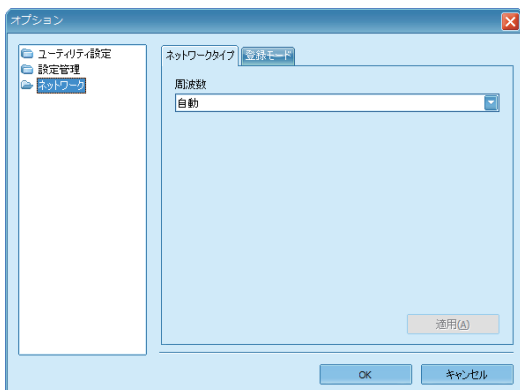 オプション
ユーティリティ設定
設定管理
ネットワーク
ネットワークタイプ 登録モード
周波数
自動
適用(A)
OK キャンセル